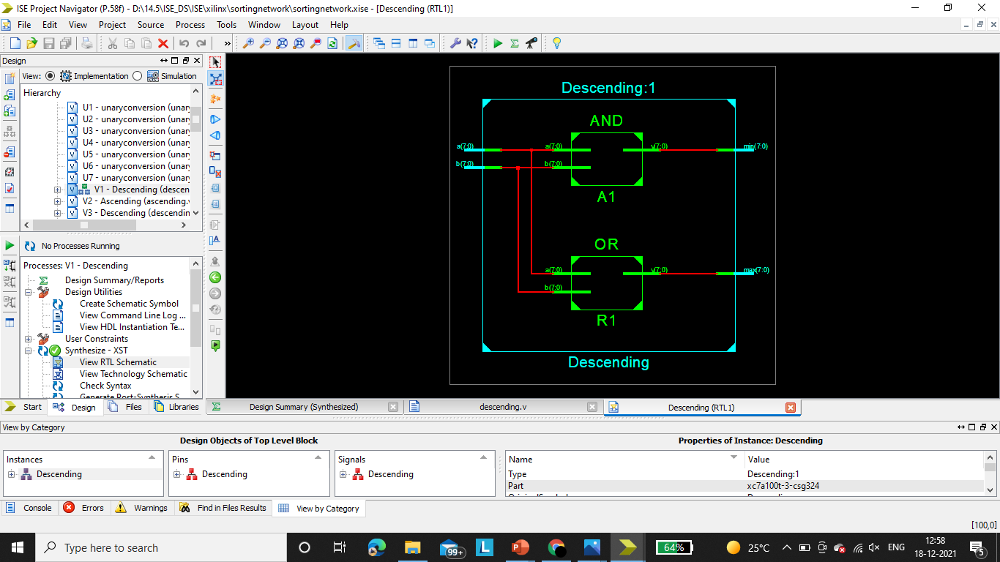 ISE Project Navigator (P.58f) - D:\14.5\ISE_DS\ISE\xilinx\sortingnetwork\sortingnetwork.xise - [Descending (RTL1)]
File Edit View Project Source Process Tools Window Layout Help
Design
View: Implementation Simulation
Hierarchy
U1 - unaryconversion (unar
U2 - unaryconversion (unar
U3 - unaryconversion (unar
U4 - unaryconversion (unar
U5 - unaryconversion (unar
U6 - unaryconversion (unar
U7 - unaryconversion (unar
V1 - Descending (descen
V2 - Ascending (ascending.
V3 - Descending (descendin
No Processes Running
Processes: V1 - Descending
Design Summary/Reports
Design Utilities
Create Schematic Symbol
View Command Line Log ...
View HDL Instantiation Te...
User Constraints
Synthesize - XST
View RTL Schematic
View Technology Schematic
Check Syntax
Generate Post-Synthesis S
Start Design Files Libraries
Descending:1
AND
a(7:0) a(7:0) y(7:0) min(7:0)
b(7:0) b(7:0)
A1
OR
a(7:0) y(7:0) max(7:0)
b(7:0)
R1
Descending
Design Summary (Synthesized) descending.v Descending (RTL1)
View by Category
Design Objects of Top Level Block
Properties of Instance: Descending
Instances Pins Signals Name Value
Descending Descending Descending Type Descending:1
Part xc7a100t-3-csg324
Console Errors Warnings Find in Files Results View by Category
[100,0]
Type here to search
99+
L
64%
25°C
ENG
12:58
18-12-2021
5